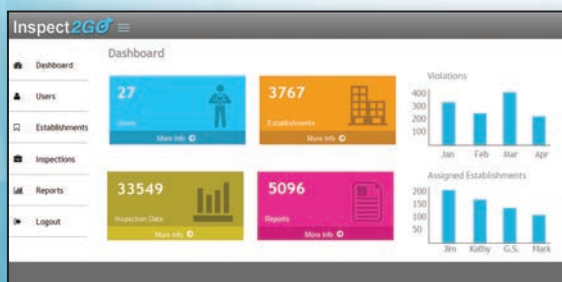 Inspect2GO
Dashboard
Users
Establishments
Inspections
Reports
Logout
Dashboard
27
Users
More Info
3767
Establishments
More Info
33549
Inspection Data
More Info
5096
Reports
More Info
Violations
400
300
200
100
Jan Feb Mar Apr
Assigned Establishments
200
150
100
50
Jim Kathy G.S. Mark